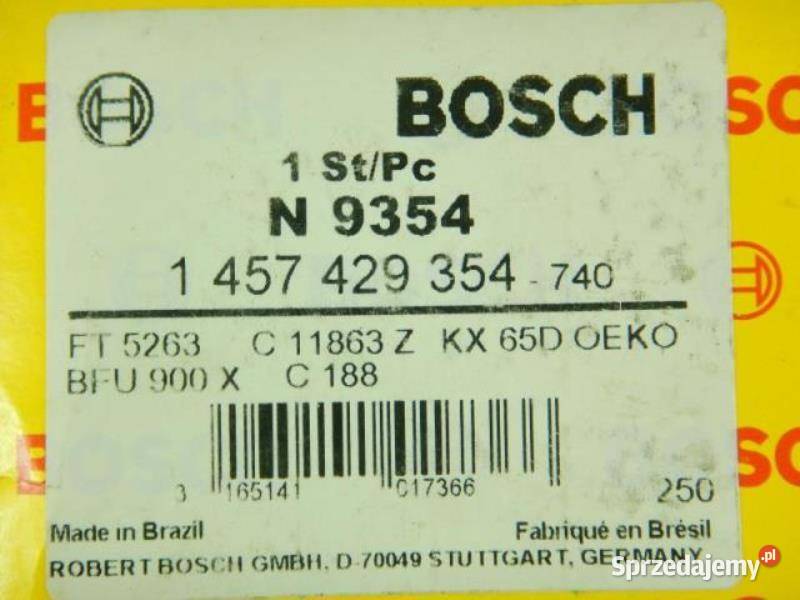 BOSCH
1 St/Pc
N 9354
1 457 429 354 - 740
FT 5263 C 11863 Z KX 65D OEKO
BFU 900 X C 188
3 165141 017366
250
Made in Brazil Fabriqué en Brésil
ROBERT BOSCH GMBH, D-70049 STUTTGART, GERMANY
Sprzedajemy.pl